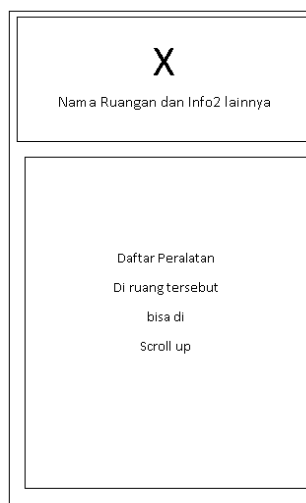 X
Nama Ruangan dan Info2 lainnya
Daftar Peralatan
Di ruang tersebut
bisa di
Scroll up